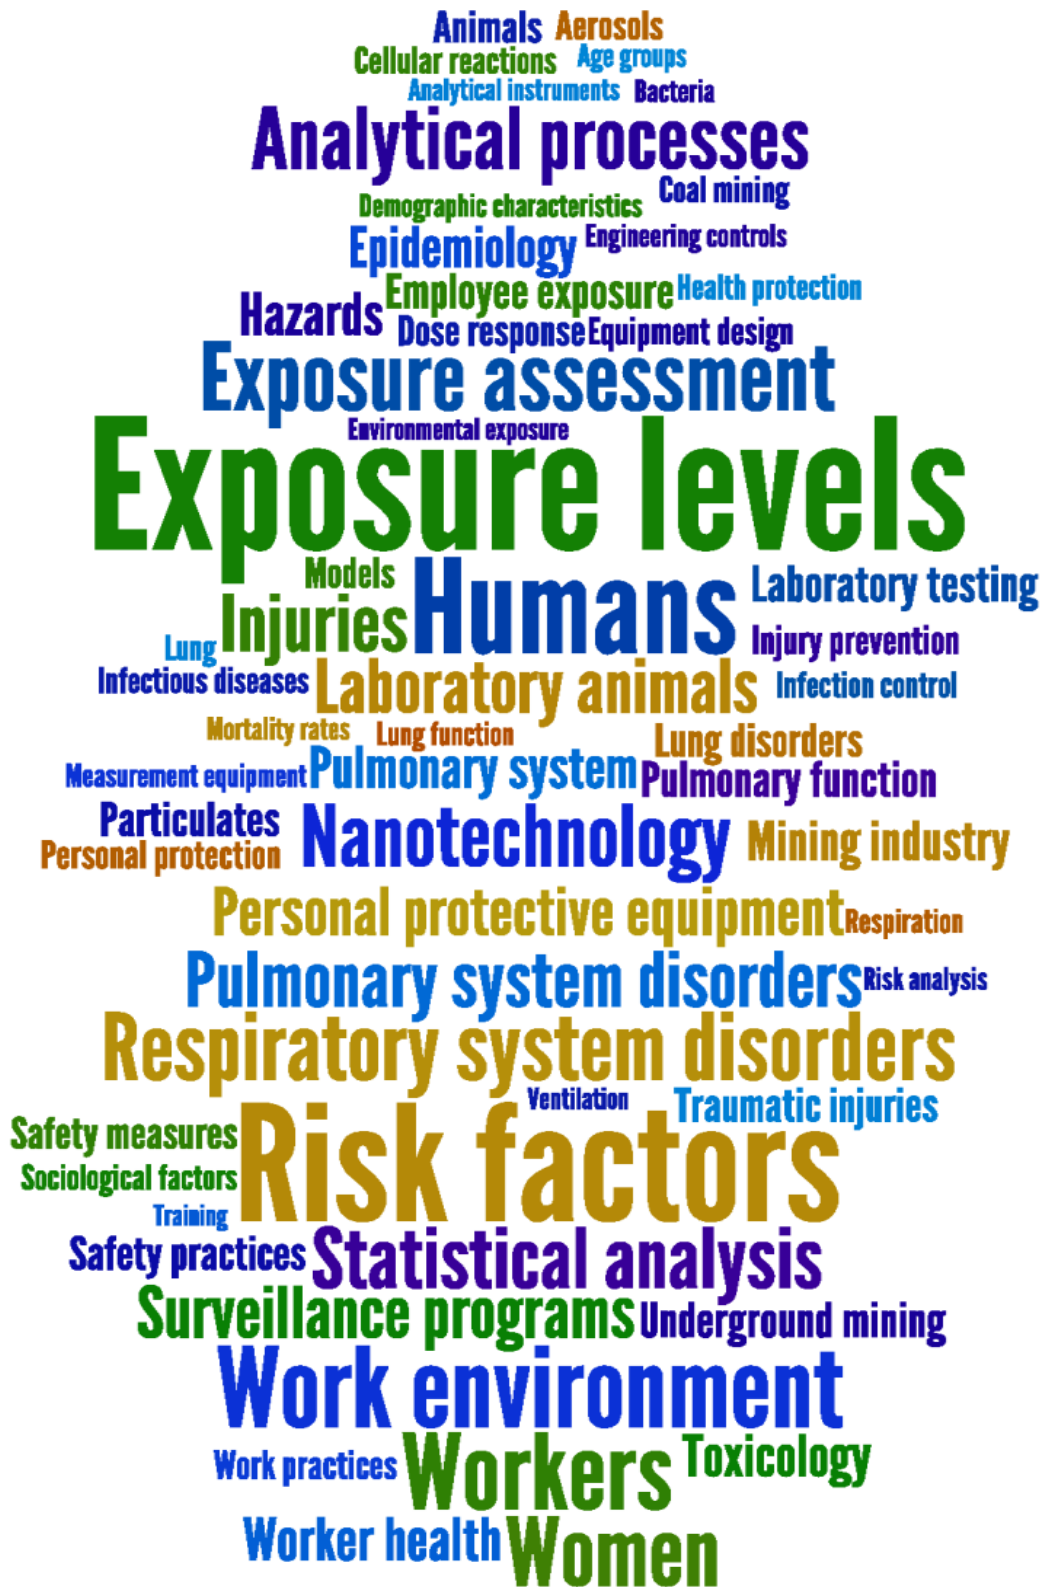 Animals Aerosols
Cellular reactions Age groups
Analytical instruments Bacteria
Analytical processes
Coal mining
Demographic characteristics
Epidemiology Engineering controls
Employee exposure Health protection
Hazards Dose response Equipment design
Exposure assessment
Environmental exposure
Exposure levels
Models Humans Laboratory testing
Injuries Injury prevention
Lung
Infectious diseases Laboratory animals Infection control
Mortality rates Lung function Lung disorders
Measurement equipment Pulmonary system Pulmonary function
Particulates Nanotechnology Mining industry
Personal protection
Personal protective equipment Respiration
Pulmonary system disorders Risk analysis
Respiratory system disorders
Ventilation Traumatic injuries
Safety measures Risk factors
Sociological factors
Training
Safety practices Statistical analysis
Surveillance programs Underground mining
Work environment
Work practices Workers Toxicology
Worker health Women